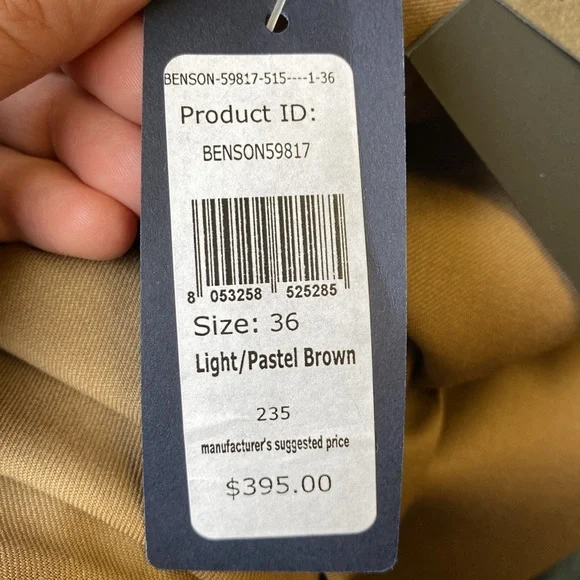 BENSON-59817-515----1-36
Product ID:
BENSON59817
8 053258 525285
Size: 36
Light/Pastel Brown
235
manufacturer's suggested price
$395.00